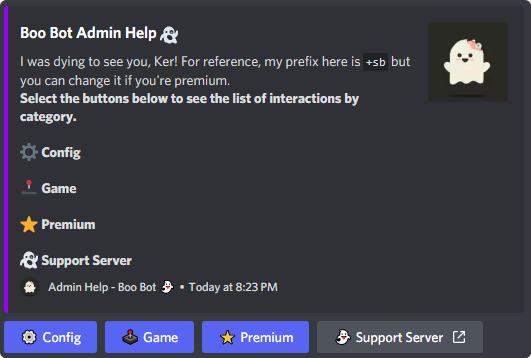 Boo Bot Admin Help
I was dying to see you, Ker! For reference, my prefix here is +sb but
you can change it if you're premium.
Select the buttons below to see the list of interactions by
category.
Config
Game
Premium
Support Server
Admin Help - Boo Bot • Today at 8:23 PM
Config Game Premium Support Server